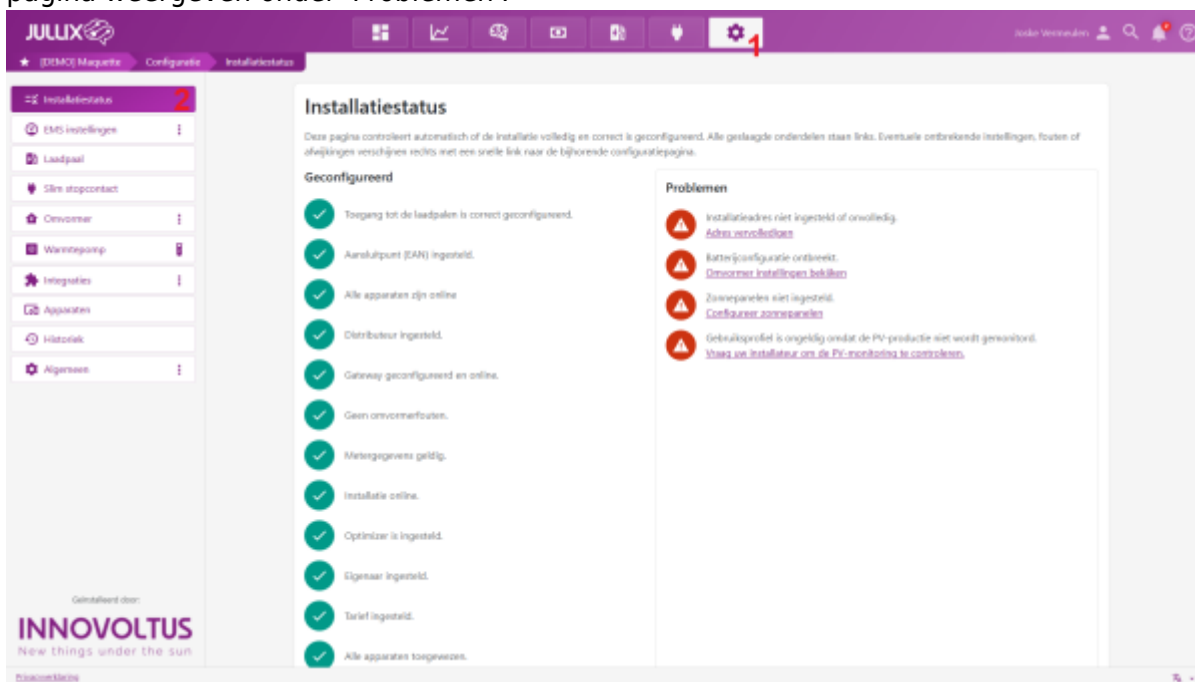 pagina weergeven onder 'Problemen'.
JULLUX
1
Joske Vermeulen
[DEMO] Maquette
Configuratie
Installatiestatus
Installatiestatus
2
EMS instellingen
Laadpaal
Slim stopcontact
Omvormer
Warmtepomp
Integraties
Apparaten
Historiek
Algemeen
Geïnstalleerd door:
INNOVOLTUS
New things under the sun
Privacyverklaring
Installatiestatus
Deze pagina controleert automatisch of de installatie volledig en correct is geconfigureerd. Alle geslaagde onderdelen staan links. Eventuele ontbrekende instellingen, fouten of
afwijkingen verschijnen rechts met een snelle link naar de bijhorende configuratiepagina.
Geconfigureerd
Toegang tot de laadpalen is correct geconfigureerd.
Aansluitpunt (EAN) ingesteld.
Alle apparaten zijn online
Distributeur ingesteld.
Gateway geconfigureerd en online.
Geen omvormerfouten.
Metergegevens geldig.
Installatie online.
Optimizer is ingesteld.
Eigenaar ingesteld.
Tarief ingesteld.
Alle apparaten toegewezen.
Problemen
Installatieadres niet ingesteld of onvolledig.
Adres vervolledigen
Batterijconfiguratie ontbreekt.
Omvormer instellingen bekijken
Zonnepanelen niet ingesteld.
Configureer zonnepanelen
Gebruiksprofiel is ongeldig omdat de PV-productie niet wordt gemonitord.
Vraag uw installateur om de PV-monitoring te controleren.